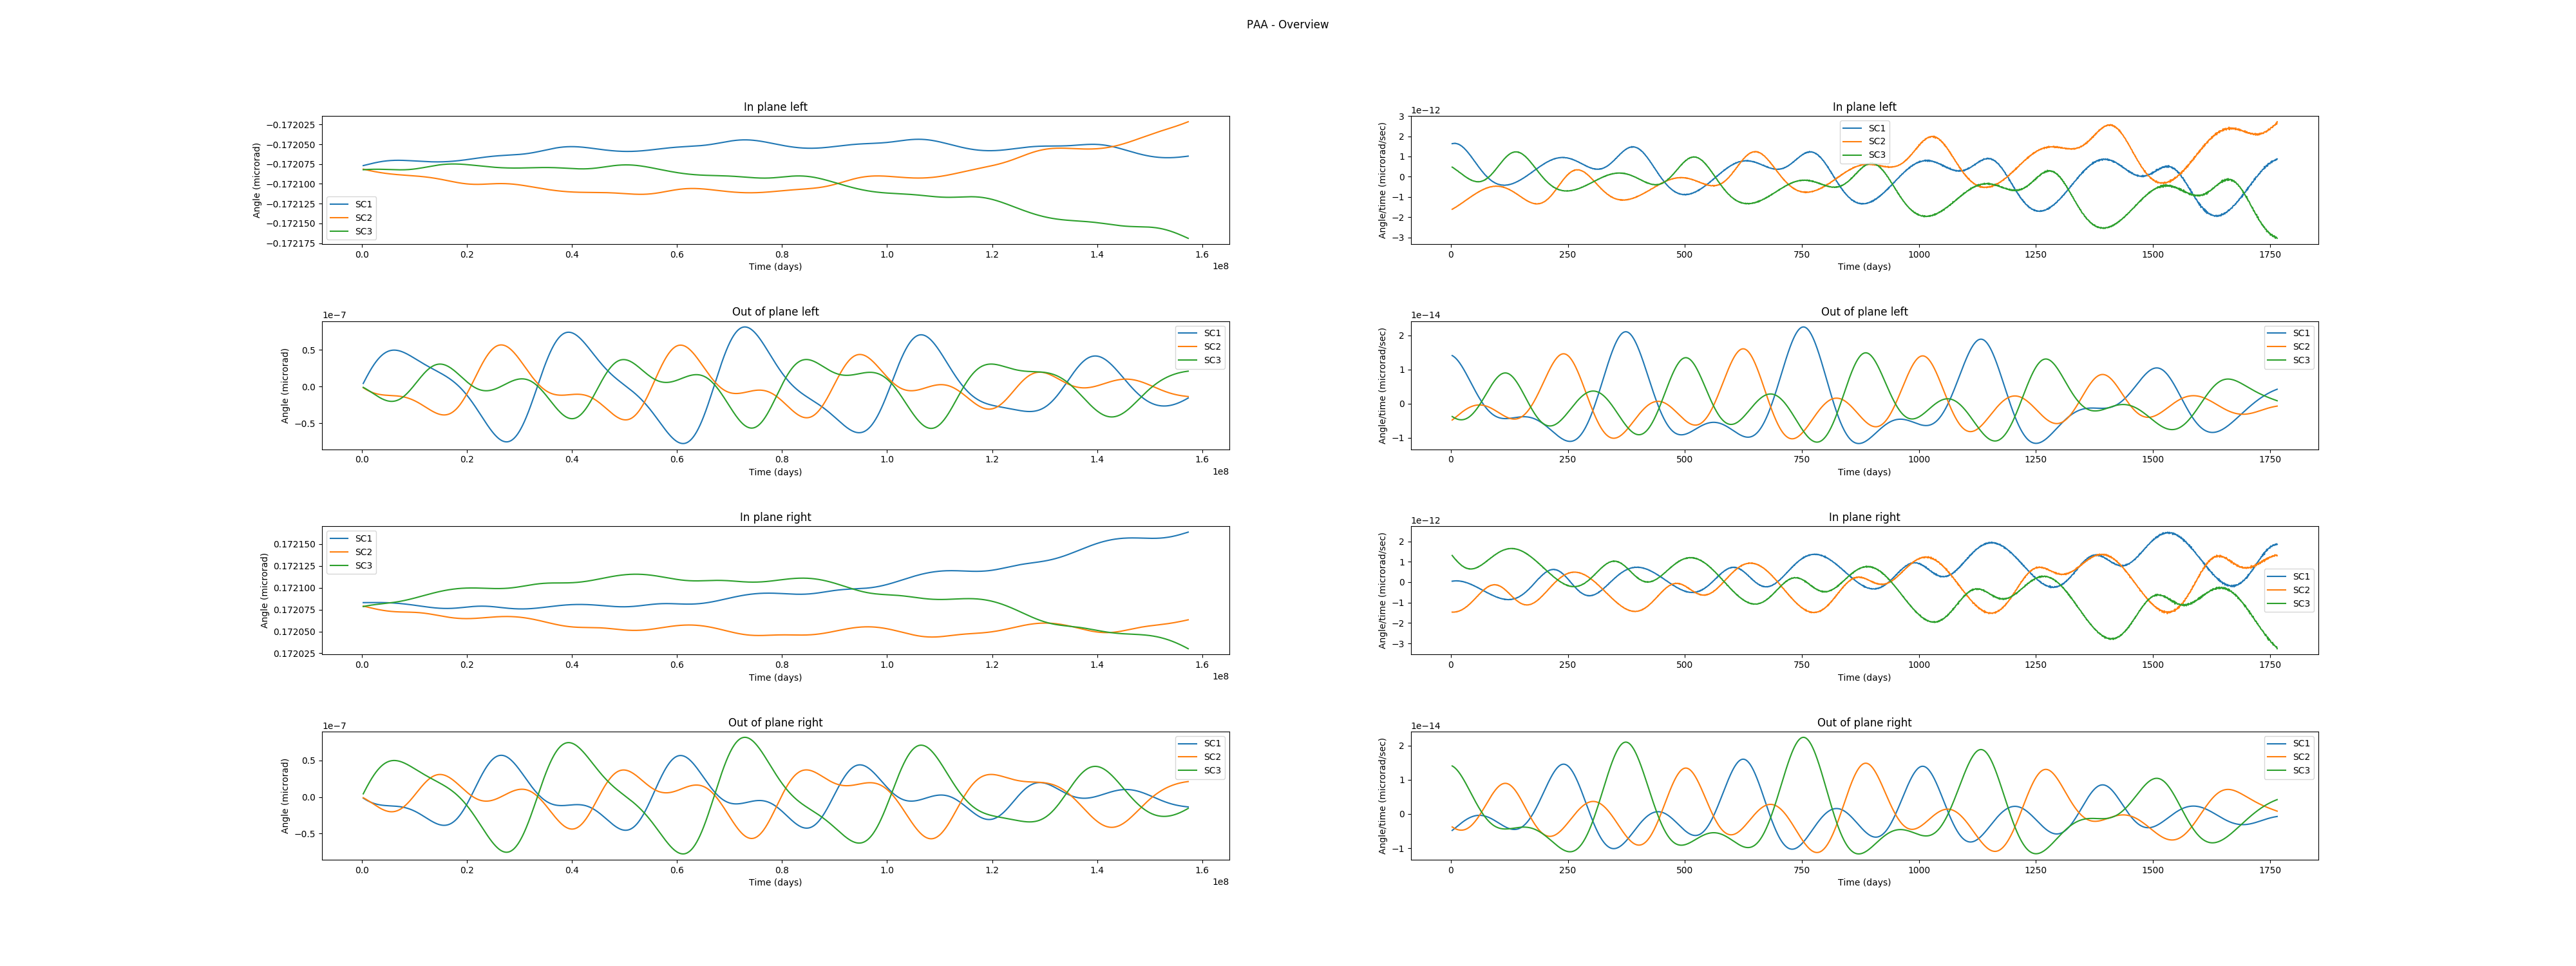 PAA - Overview
In plane left
Angle (microrad)
−0.172025
−0.172050
−0.172075
−0.172100
−0.172125
−0.172150
−0.172175
SC1
SC2
SC3
0.0 0.2 0.4 0.6 0.8 1.0 1.2 1.4 1.6
1e8
Time (days)
In plane left
1e−12
Angle/time (microrad/sec)
3
2
1
0
−1
−2
−3
SC1
SC2
SC3
0 250 500 750 1000 1250 1500 1750
Time (days)
Out of plane left
1e−7
Angle (microrad)
0.5
0.0
−0.5
SC1
SC2
SC3
0.0 0.2 0.4 0.6 0.8 1.0 1.2 1.4 1.6
1e8
Time (days)
Out of plane left
1e−14
Angle/time (microrad/sec)
2
1
0
−1
SC1
SC2
SC3
0 250 500 750 1000 1250 1500 1750
Time (days)
In plane right
Angle (microrad)
0.172150
0.172125
0.172100
0.172075
0.172050
0.172025
SC1
SC2
SC3
0.0 0.2 0.4 0.6 0.8 1.0 1.2 1.4 1.6
1e8
Time (days)
In plane right
1e−12
Angle/time (microrad/sec)
2
1
0
−1
−2
−3
SC1
SC2
SC3
0 250 500 750 1000 1250 1500 1750
Time (days)
Out of plane right
1e−7
Angle (microrad)
0.5
0.0
−0.5
SC1
SC2
SC3
0.0 0.2 0.4 0.6 0.8 1.0 1.2 1.4 1.6
1e8
Time (days)
Out of plane right
1e−14
Angle/time (microrad/sec)
2
1
0
−1
SC1
SC2
SC3
0 250 500 750 1000 1250 1500 1750
Time (days)